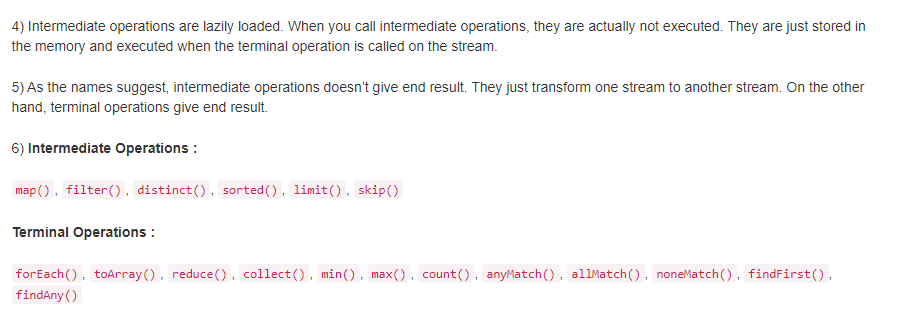 4) Intermediate operations are lazily loaded. When you call intermediate operations, they are actually not executed. They are just stored in
the memory and executed when the terminal operation is called on the stream.
5) As the names suggest, intermediate operations doesn’t give end result. They just transform one stream to another stream. On the other
hand, terminal operations give end result.
6) Intermediate Operations :
map() , filter() , distinct() , sorted() , limit() , skip()
Terminal Operations :
forEach() , toArray() , reduce() , collect() , min() , max() , count() , anyMatch() , allMatch() , noneMatch() , findFirst() ,
findAny()